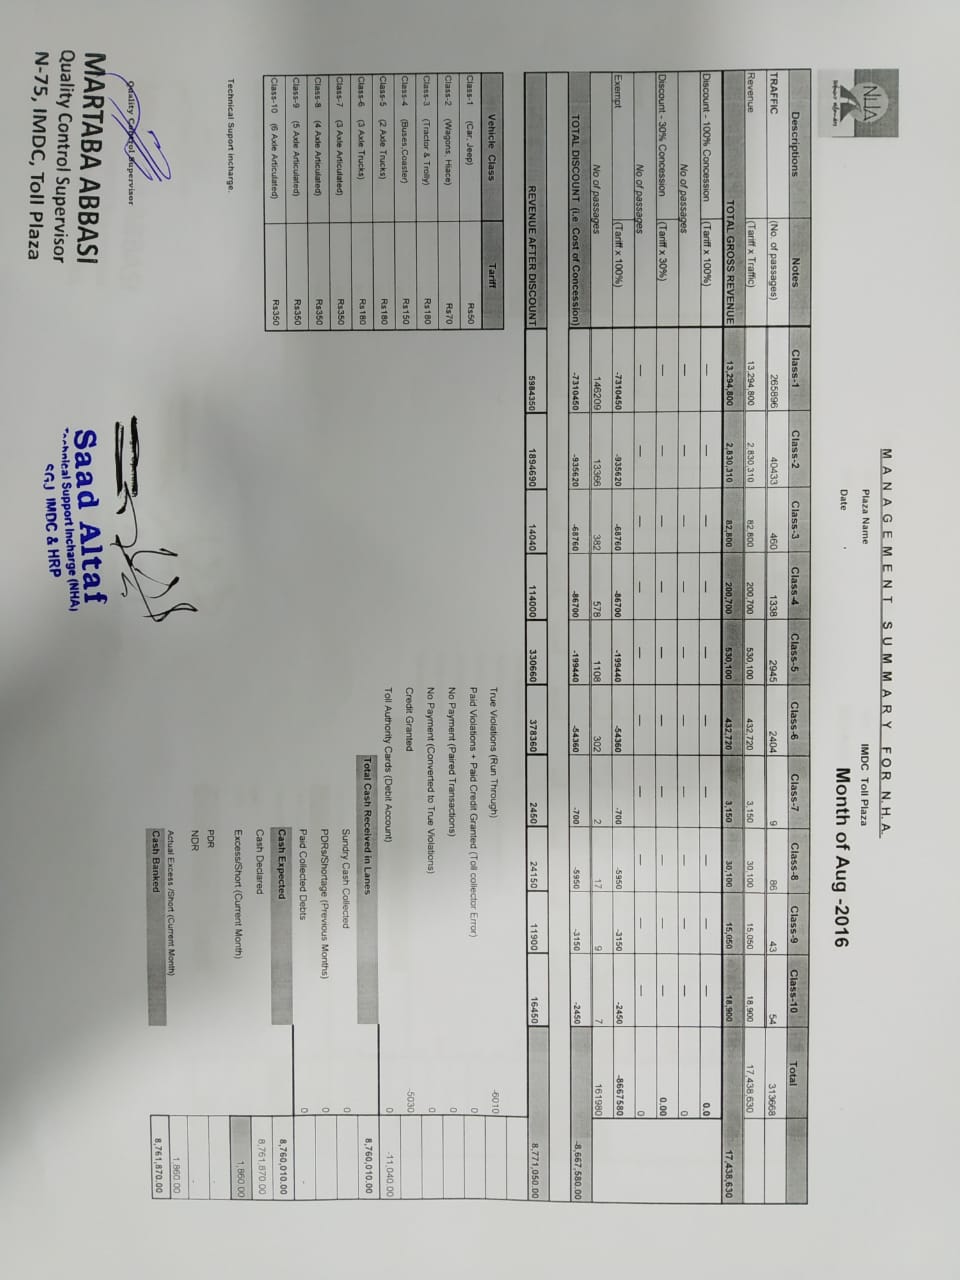 NHA
MANAGEMENT SUMMARY FOR N.H.A.
Plaza Name IMDC Toll Plaza
Date Month of Aug -2016
Descriptions Notes Class-1 Class-2 Class-3 Class-4 Class-5 Class-6 Class-7 Class-8 Class-9 Class-10 Total
TRAFFIC (No. of passages) 265896 40433 460 1338 2945 2404 9 86 43 54 313668
Revenue (Tariff x Traffic) 13,294,800 2,830,310 82,800 200,700 530,100 432,720 3,150 30,100 15,050 18,900 17,438,630
TOTAL GROSS REVENUE 13,294,800 2,830,310 82,800 200,700 530,100 432,720 3,150 30,100 15,050 18,900 17,438,630
Discount - 100% Concession (Tariff x 100%) — — — — — — — — — — 0.0
No of passages — — — — — — — — — — 0
Discount - 30% Concession (Tariff x 30%) — — — — — — — — — — 0.00
No of passages — — — — — — — — — — 0
Exempt (Tariff x 100%) -7310450 -935620 -68760 -86700 -199440 -54360 -700 -5950 -3150 -2450 -8667580
No of passages 146209 13366 382 578 1108 302 2 17 9 7 161980
TOTAL DISCOUNT (i.e Cost of Concession) -7310450 -935620 -68760 -86700 -199440 -54360 -700 -5950 -3150 -2450 -8,667,580.00
REVENUE AFTER DISCOUNT 5984350 1894690 14040 114000 330660 378360 2450 24150 11900 16450 8,771,050.00
Vehicle Class Tariff
Class-1 (Car, Jeep) Rs50
Class-2 (Wagons, Hiace) Rs70
Class-3 (Tractor & Trolly) Rs180
Class-4 (Buses,Coaster) Rs150
Class-5 (2 Axle Trucks) Rs180
Class-6 (3 Axle Trucks) Rs180
Class-7 (3 Axle Articulated) Rs350
Class-8 (4 Axle Articulated) Rs350
Class-9 (5 Axle Articulated) Rs350
Class-10 (6 Axle Articulated) Rs350
True Violations (Run Through) -6010
Paid Violations + Paid Credit Granted (Toll collector Error) 0
No Payment (Paired Transactions) 0
No Payment (Converted to True Violations) 0
Credit Granted -5030
Toll Authority Cards (Debit Account) 0 -11,040.00
Total Cash Received in Lanes 8,760,010.00
Sundry Cash Collected 0
PDRs/Shortage (Previous Months) 0
Paid Collected Debts 0 -
Cash Expected 8,760,010.00
Cash Declared 8,761,870.00
Excess/Short (Current Month) 1,860.00
PDR -
NDR -
Actual Excess /Short (Current Month) 1,860.00
Cash Banked 8,761,870.00
Technical Suport incharge.
Quality Control Supervisor
MARTABA ABBASI
Quality Control Supervisor
N-75, IMDC, Toll Plaza
Saad Altaf
Technical Support Incharge (NHA)
SGJ IMDC & HRP